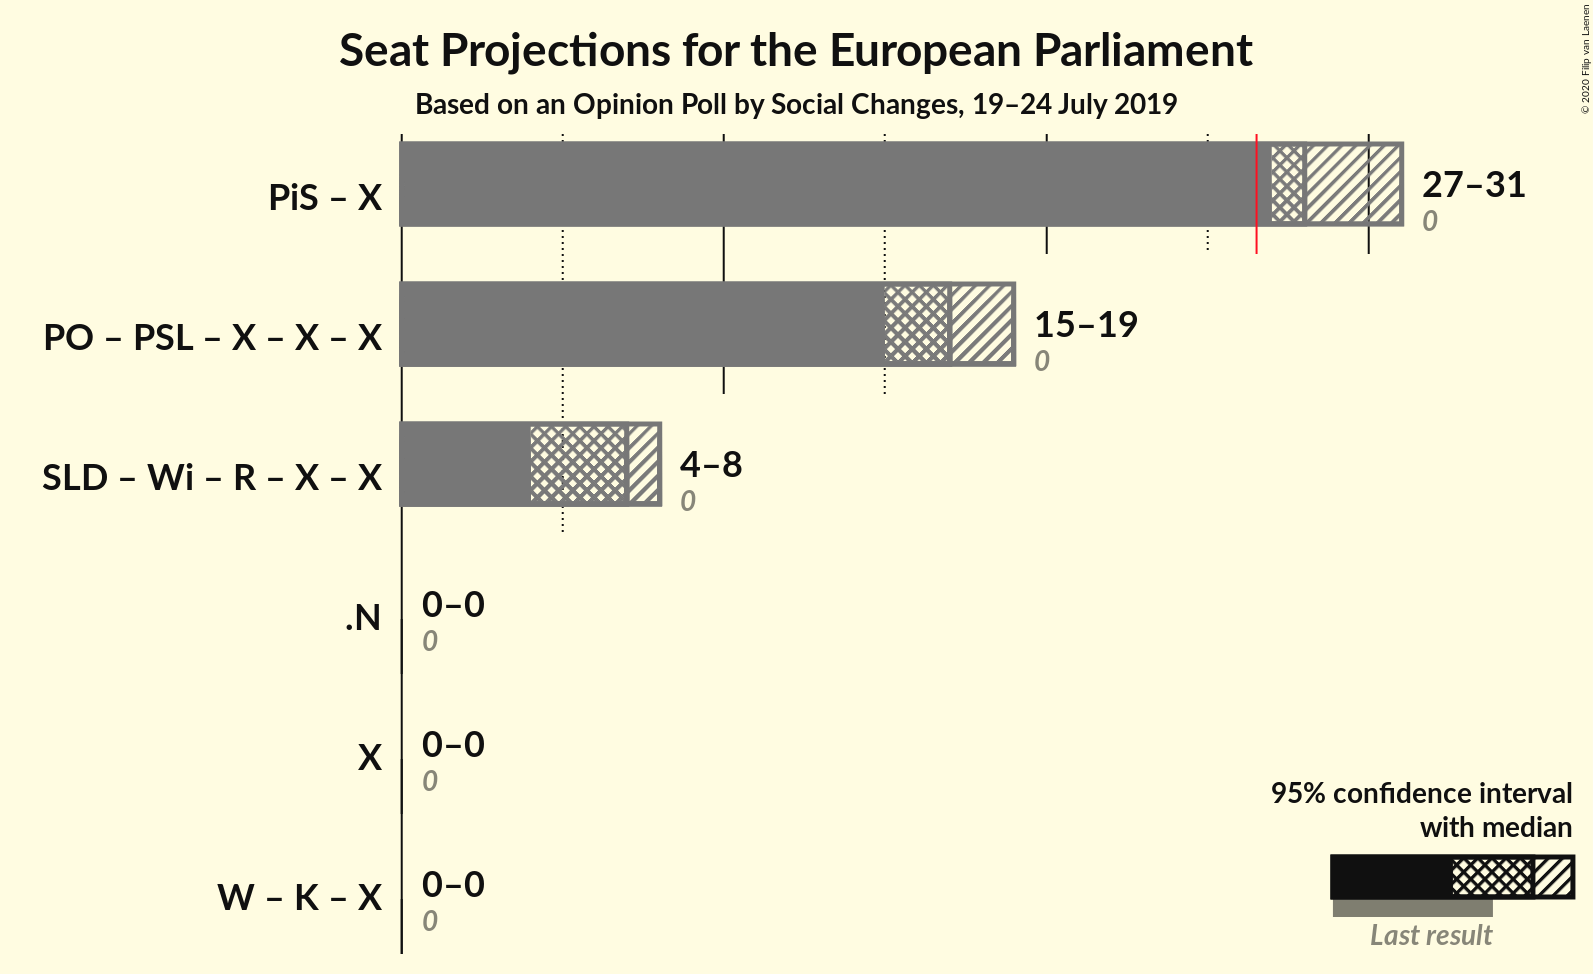 Seat Projections for the European Parliament
Based on an Opinion Poll by Social Changes, 19–24 July 2019
© 2020 Filip van Laenen
PiS – X
27–31
0
PO – PSL – X – X – X
15–19
0
SLD – Wi – R – X – X
4–8
0
.N
0–0
0
X
0–0
0
W – K – X
0–0
0
95% confidence interval
with median
Last result